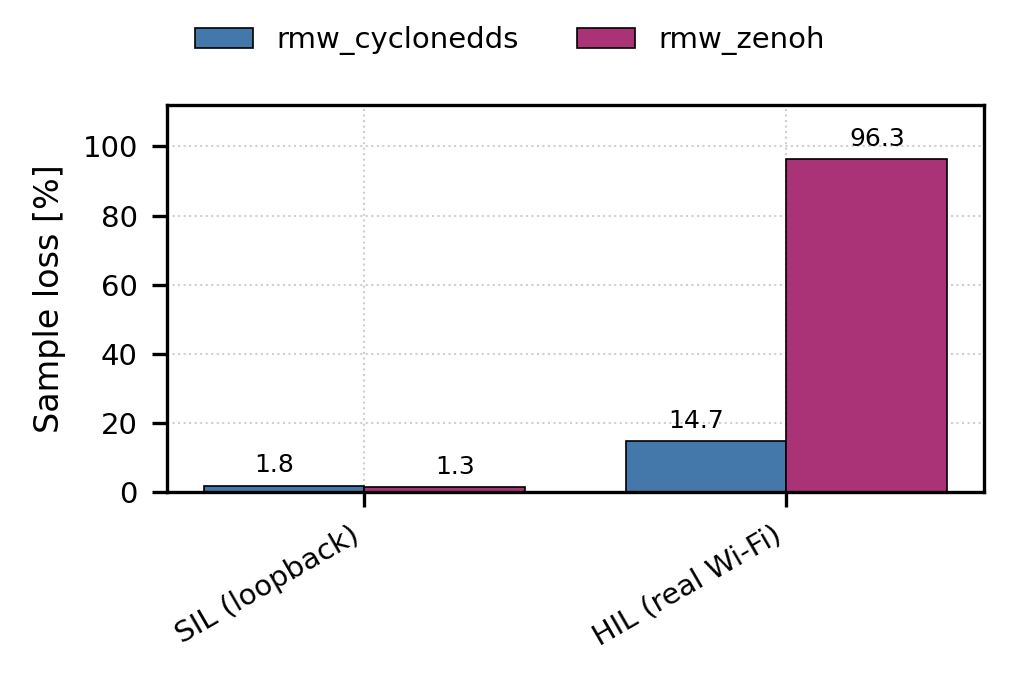 rmw_cyclonedds rmw_zenoh
Sample loss [%]
100
80
60
40
20
0
1.8
1.3
14.7
96.3
SIL (loopback)
HIL (real Wi-Fi)